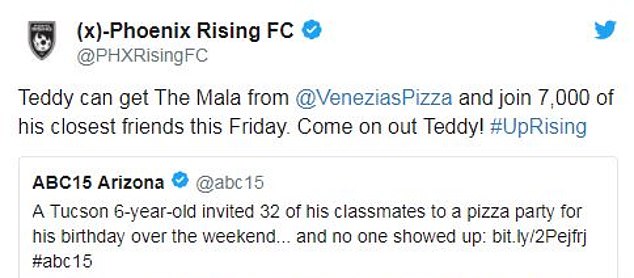 (x)-Phoenix Rising FC
@PHXRisingFC
Teddy can get The Mala from @VeneziasPizza and join 7,000 of
his closest friends this Friday. Come on out Teddy! #UpRising
ABC15 Arizona @abc15
A Tucson 6-year-old invited 32 of his classmates to a pizza party for
his birthday over the weekend... and no one showed up: bit.ly/2Pejfrj
#abc15